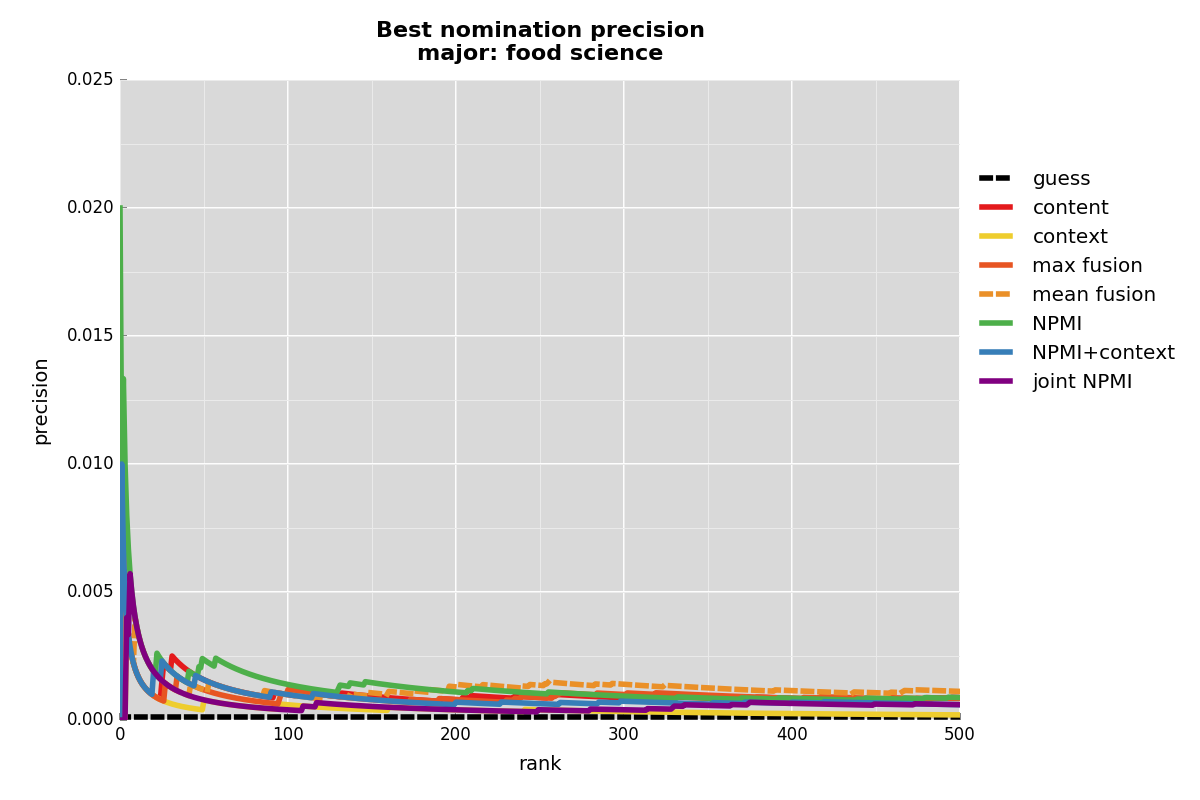 Best nomination precision
major: food science
0.025
0.020
0.015
0.010
0.005
0.000
precision
0 100 200 300 400 500
rank
guess
content
context
max fusion
mean fusion
NPMI
NPMI+context
joint NPMI